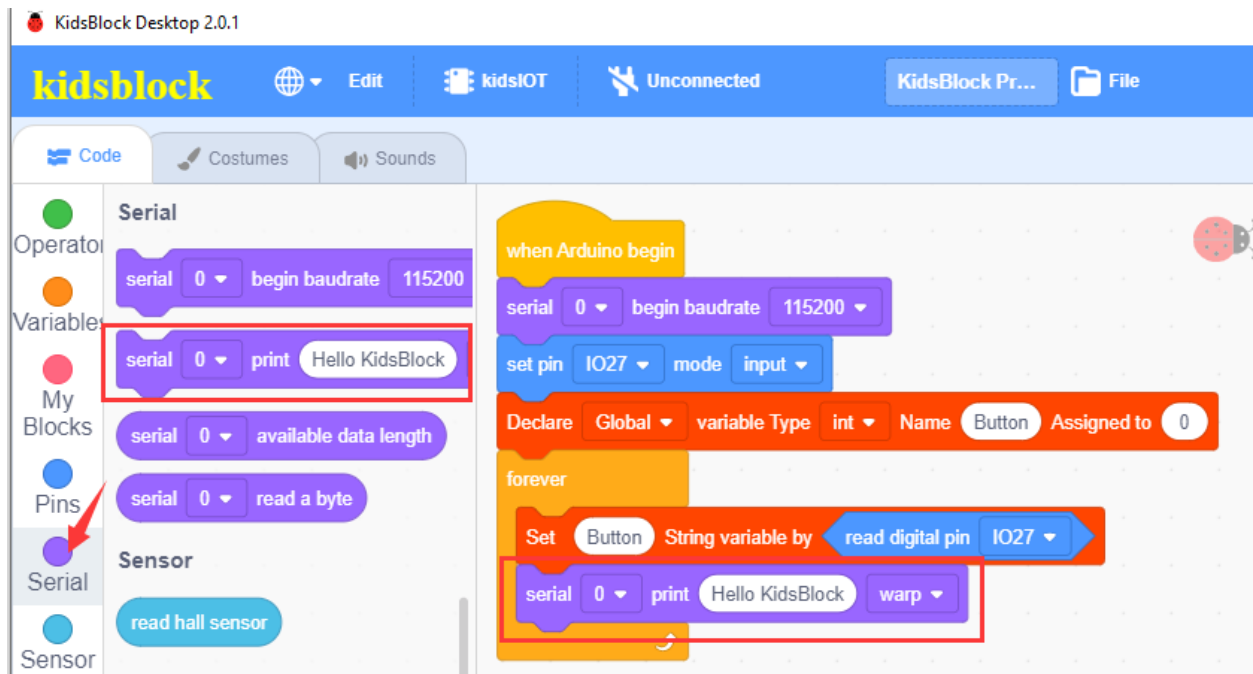 KidsBlock Desktop 2.0.1
kidsblock Edit kidsIOT Unconnected KidsBlock Pr... File
Code Costumes Sounds
Operator
Variables
My
Blocks
Pins
Serial
Sensor
Serial
serial 0 begin baudrate 115200
serial 0 print Hello KidsBlock
serial 0 available data length
serial 0 read a byte
Sensor
read hall sensor
when Arduino begin
serial 0 begin baudrate 115200
set pin IO27 mode input
Declare Global variable Type int Name Button Assigned to 0
forever
Set Button String variable by read digital pin IO27
serial 0 print Hello KidsBlock warp